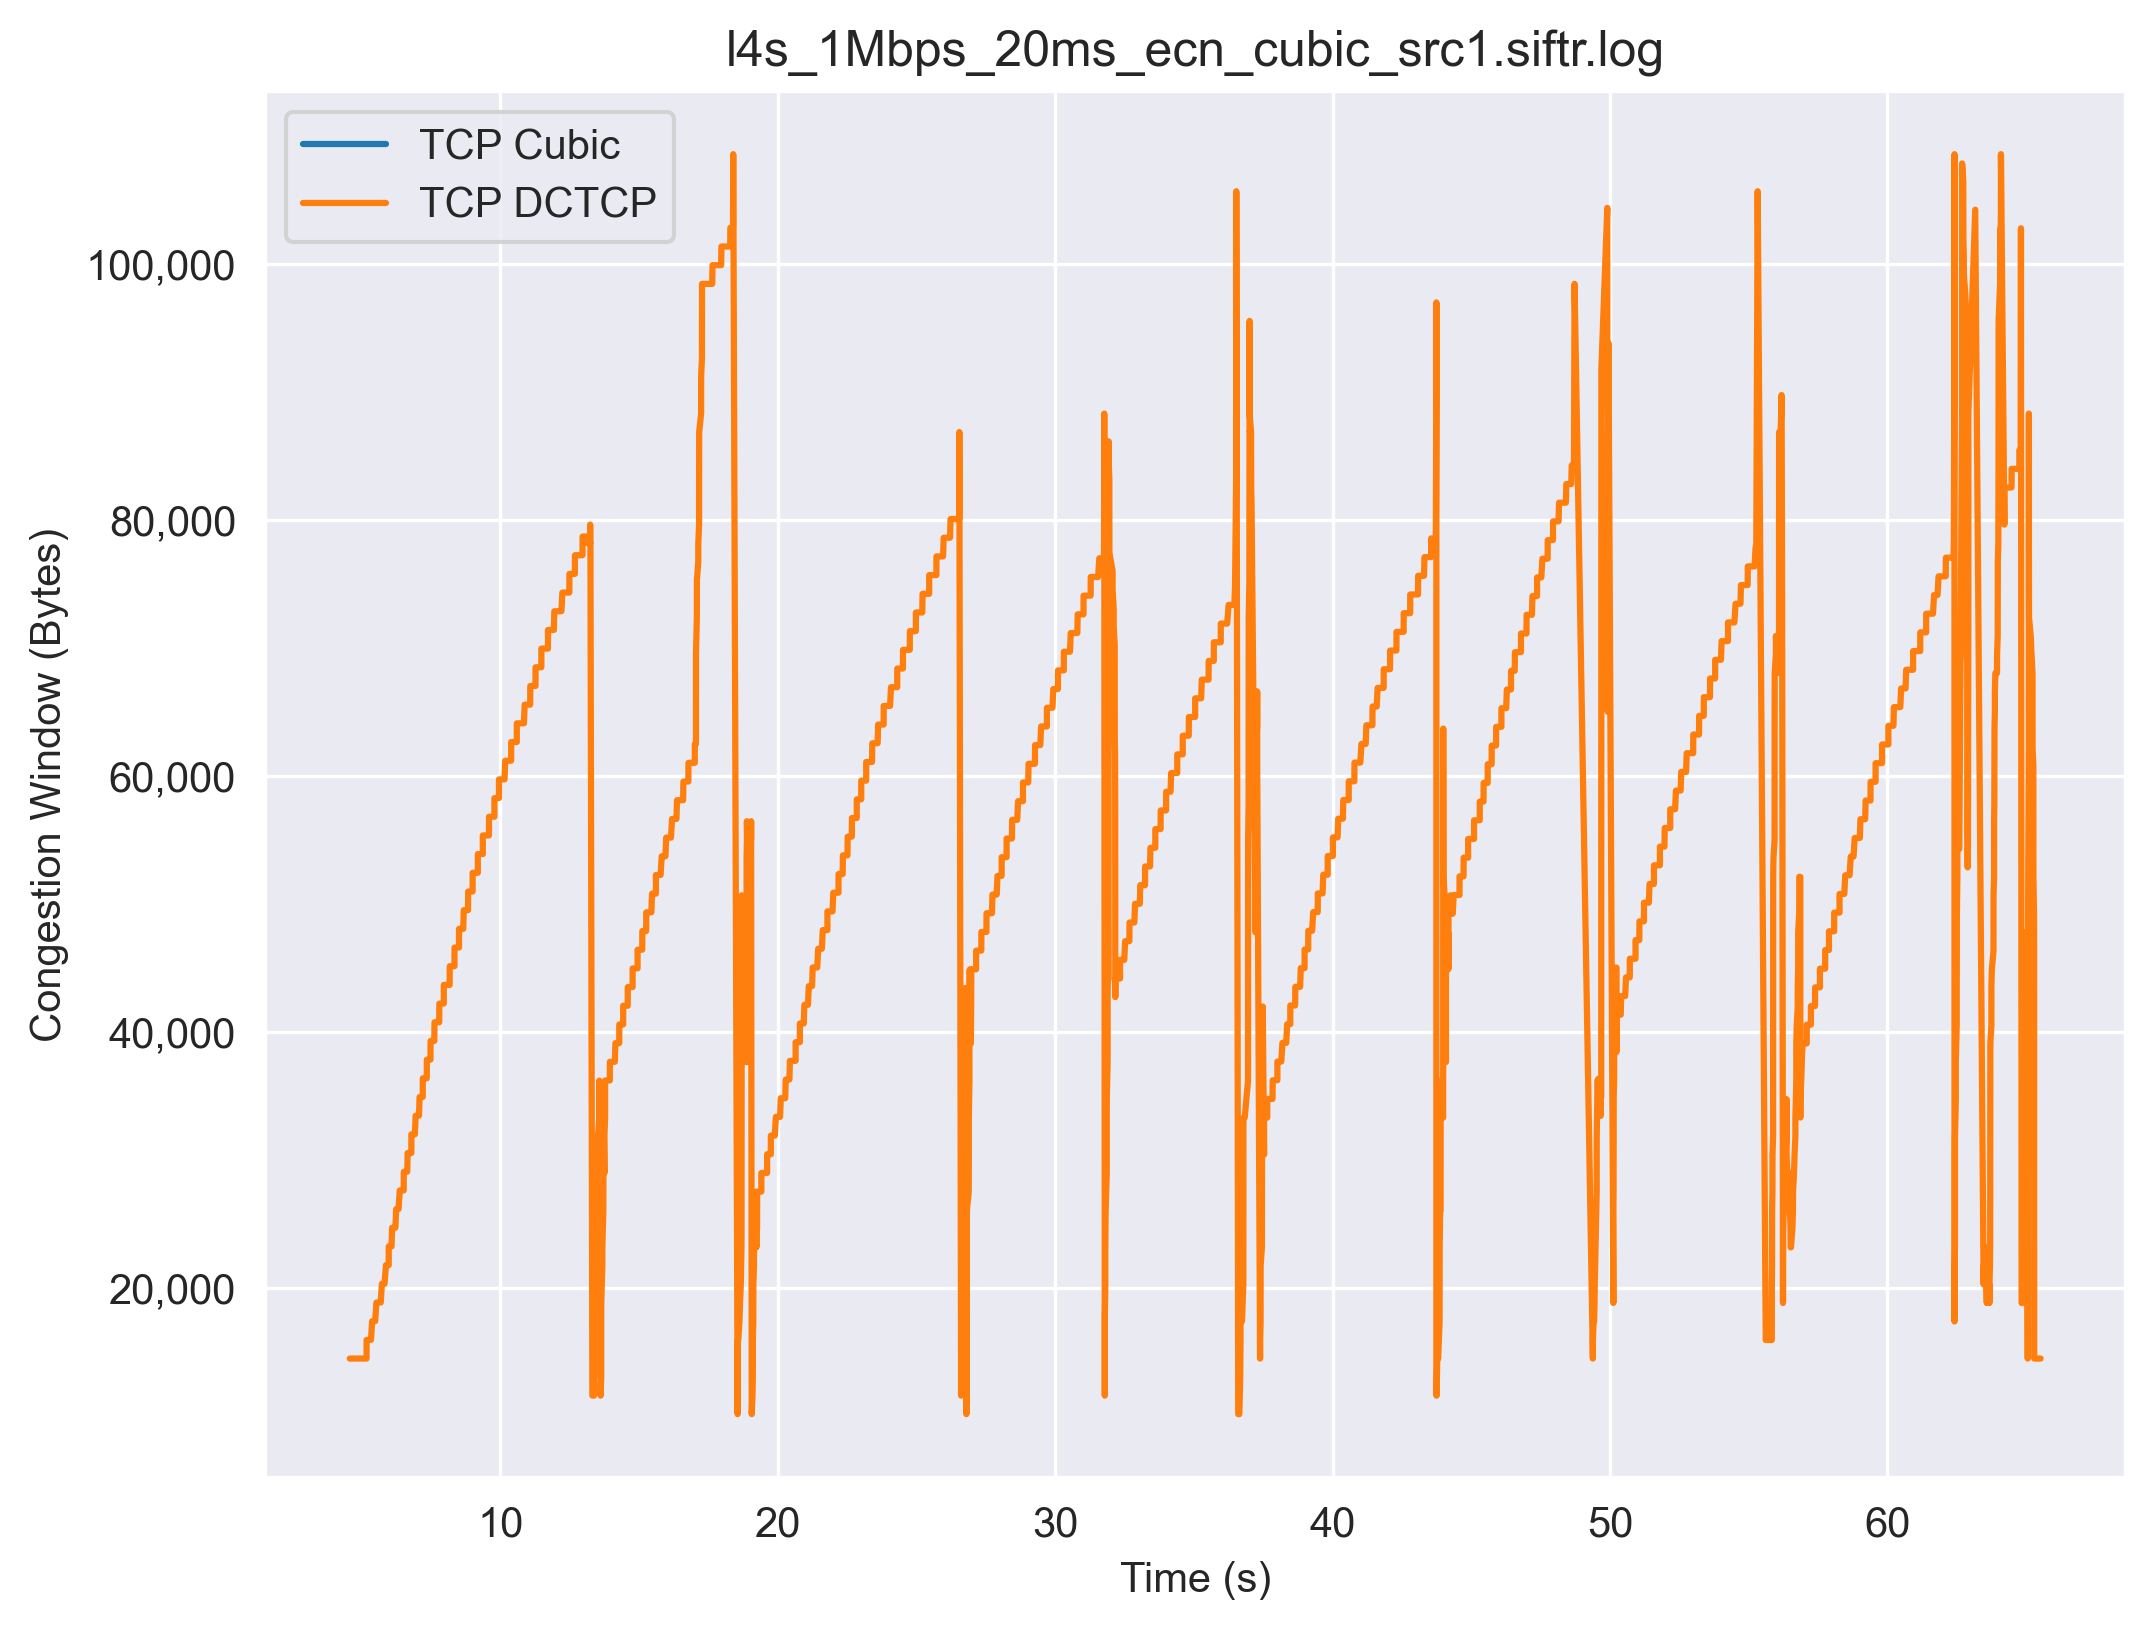 l4s_1Mbps_20ms_ecn_cubic_src1.siftr.log
TCP Cubic
TCP DCTCP
100,000
80,000
60,000
40,000
20,000
Congestion Window (Bytes)
10 20 30 40 50 60
Time (s)